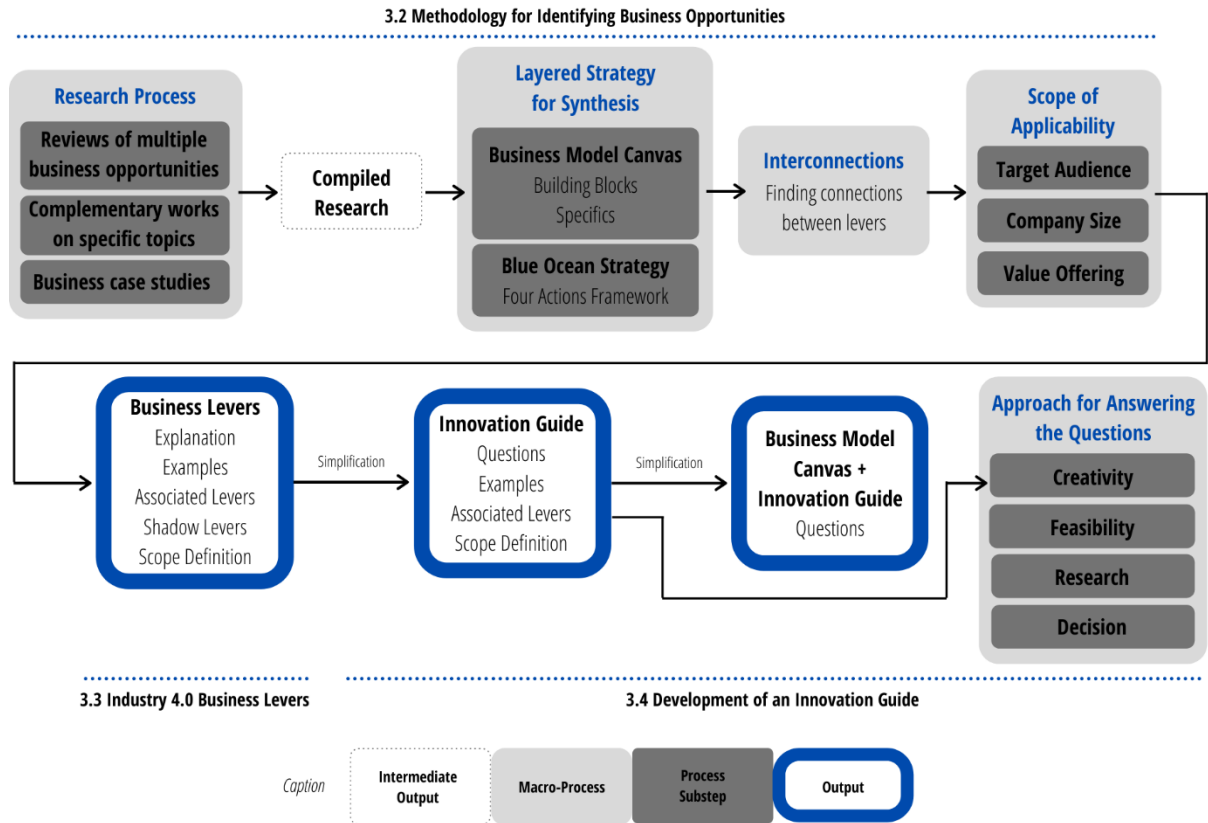 3.2 Methodology for Identifying Business Opportunities
Research Process
Reviews of multiple
business opportunities
Complementary works
on specific topics
Business case studies
Compiled
Research
Layered Strategy
for Synthesis
Business Model Canvas
Building Blocks
Specifics
Blue Ocean Strategy
Four Actions Framework
Interconnections
Finding connections
between levers
Scope of
Applicability
Target Audience
Company Size
Value Offering
Business Levers
Explanation
Examples
Associated Levers
Shadow Levers
Scope Definition
Simplification
Innovation Guide
Questions
Examples
Associated Levers
Scope Definition
Simplification
Business Model
Canvas +
Innovation Guide
Questions
Approach for Answering
the Questions
Creativity
Feasibility
Research
Decision
3.3 Industry 4.0 Business Levers
3.4 Development of an Innovation Guide
Caption
Intermediate
Output
Macro-Process
Process
Substep
Output